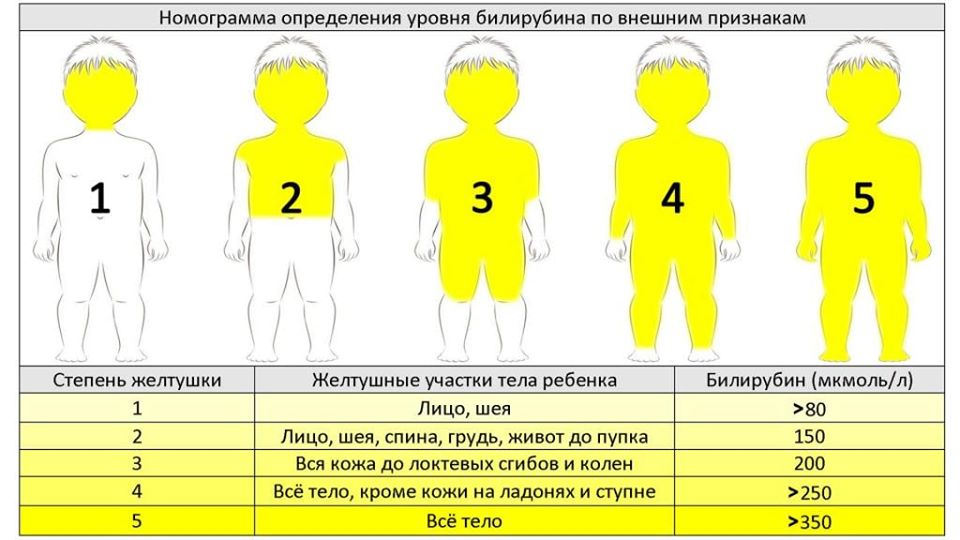 Номограмма определения уровня билирубина по внешним признакам
1 2 3 4 5
Степень желтушки Желтушные участки тела ребенка Билирубин (мкмоль/л)
1 Лицо, шея >80
2 Лицо, шея, спина, грудь, живот до пупка 150
3 Вся кожа до локтевых сгибов и колен 200
4 Всё тело, кроме кожи на ладонях и ступне >250
5 Всё тело >350